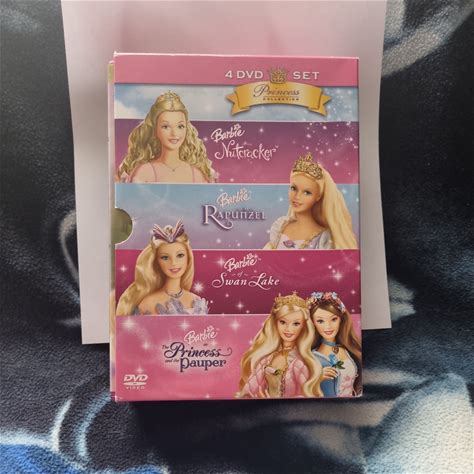 4 DVD SET
Princess
COLLECTION
Barbie
in the
Nutcracker
Barbie
as
RAPUNZEL
Barbie
of
Swan Lake
Barbie
as
The Princess
and the Pauper
DVD
VIDEO